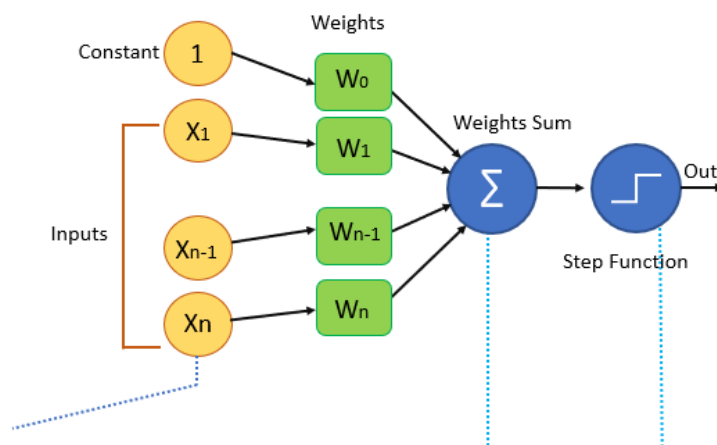 Weights
Constant
1
W0
X1
W1
Weights Sum
Σ
Out
Inputs
Xn-1
Wn-1
Step Function
Xn
Wn